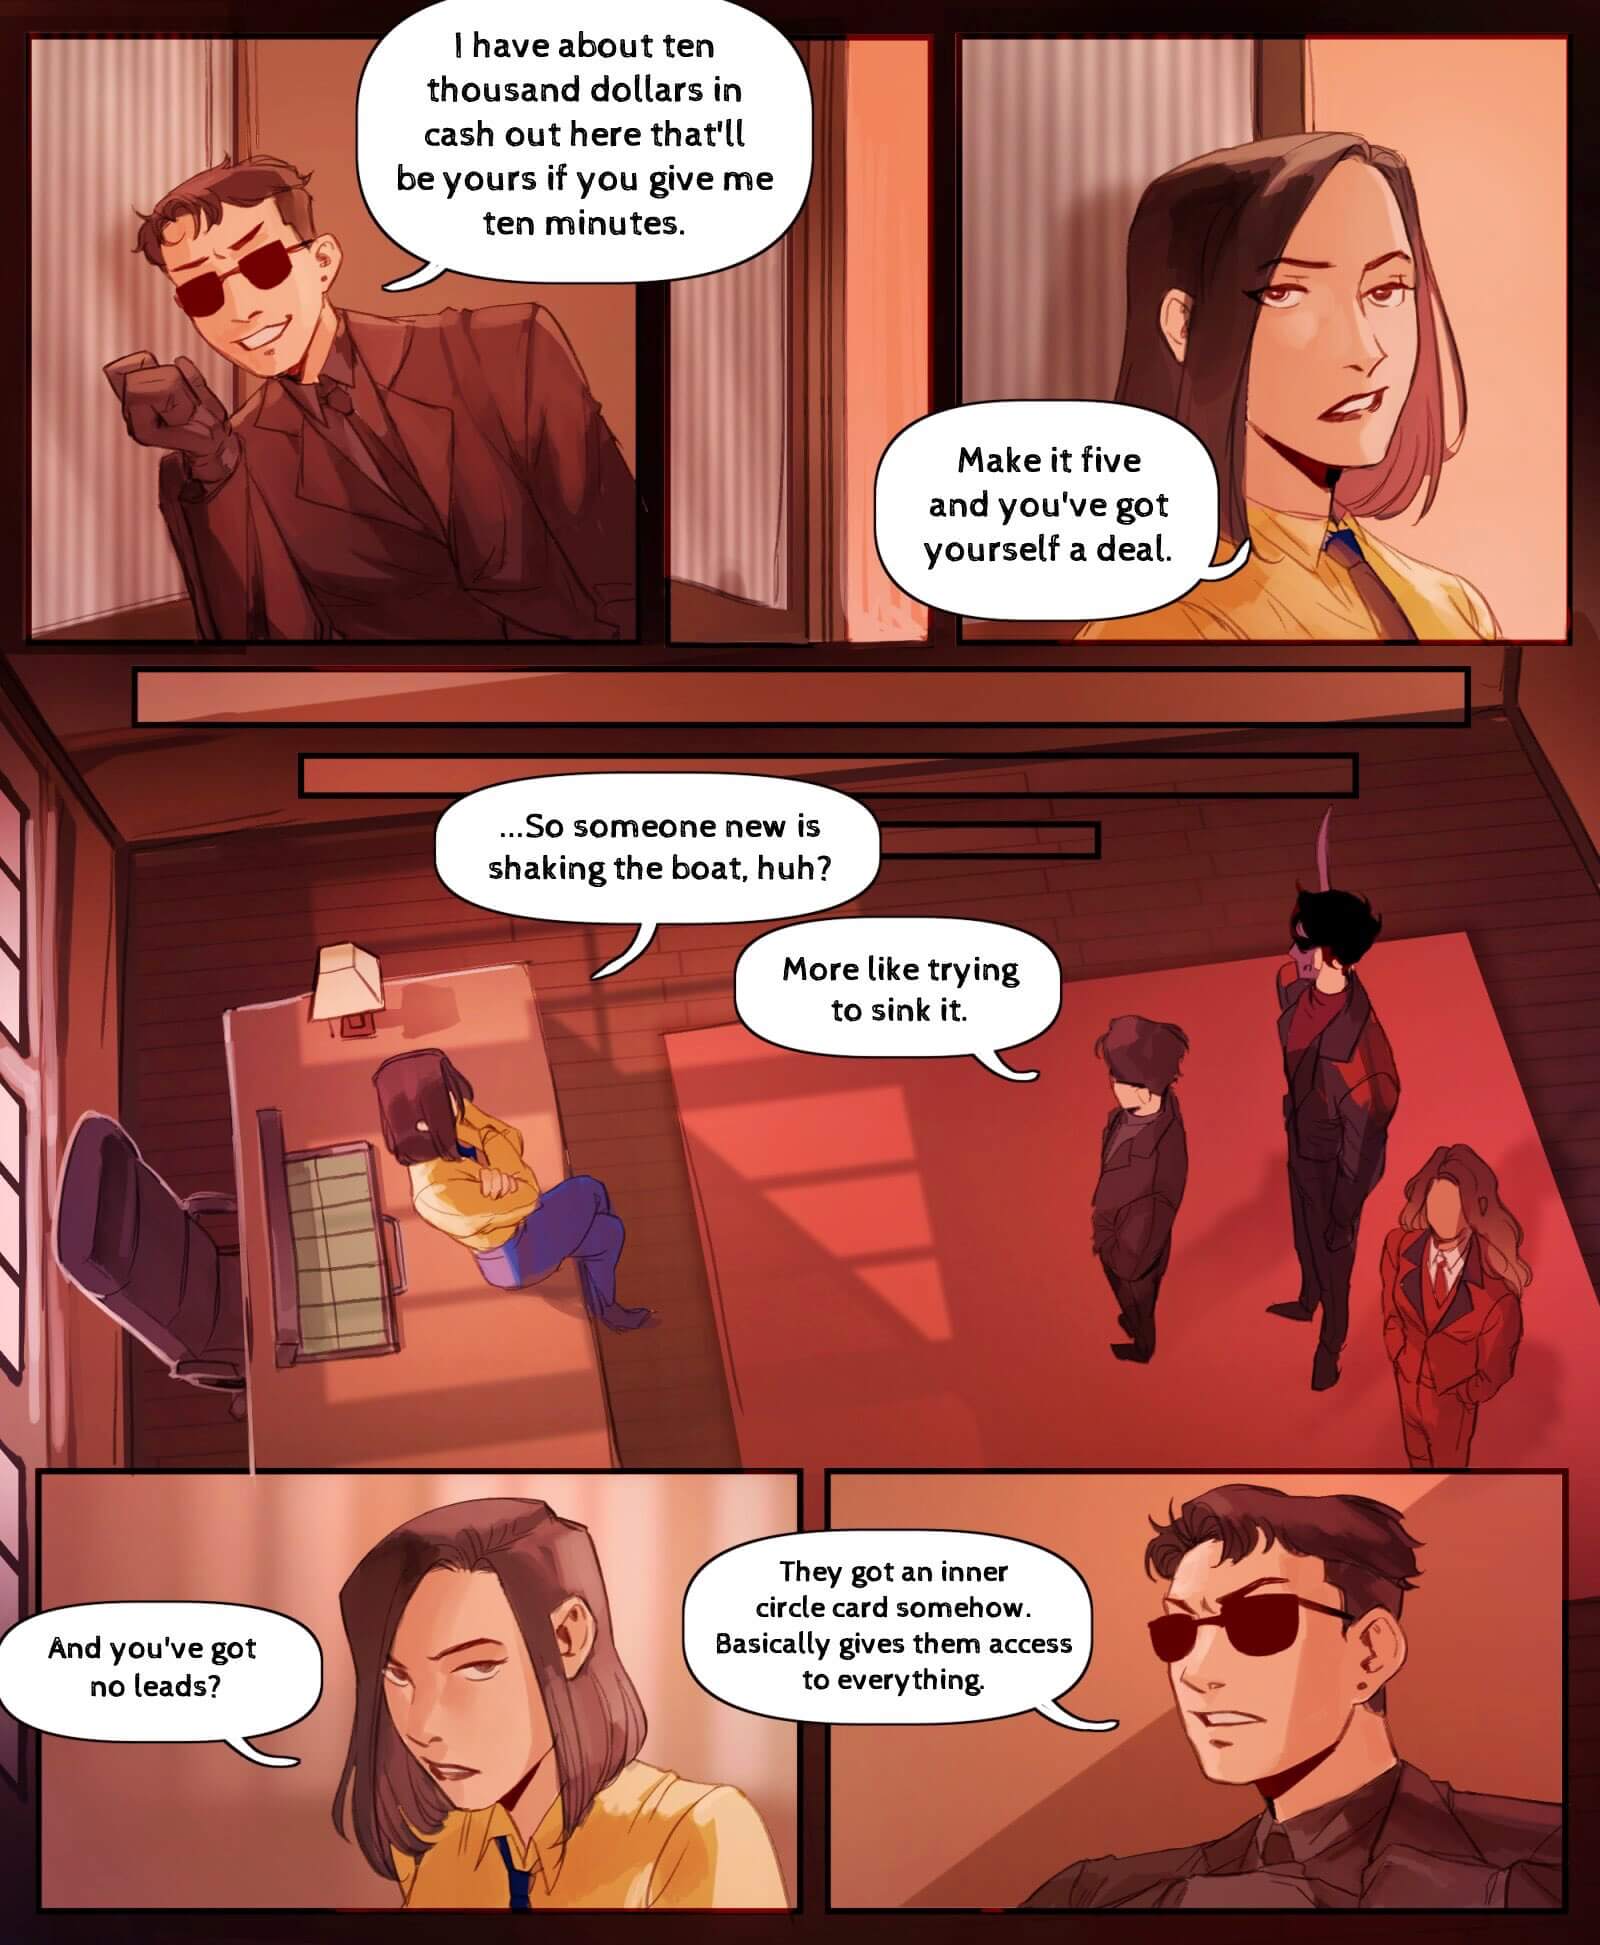 I have about ten
thousand dollars in
cash out here that'll
be yours if you give me
ten minutes.
Make it five
and you've got
yourself a deal.
...So someone new is
shaking the boat, huh?
More like trying
to sink it.
And you've got
no leads?
They got an inner
circle card somehow.
Basically gives them access
to everything.